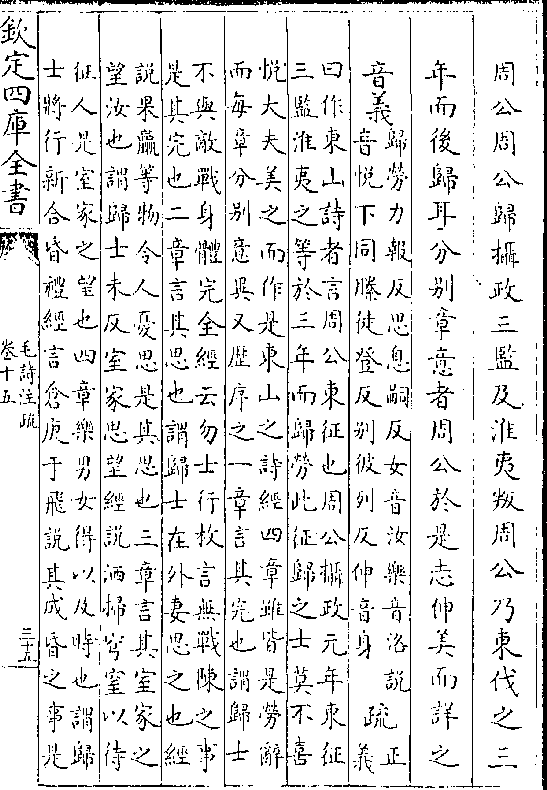 周公周公歸攝政三監及淮夷叛周公乃東伐之三
年而後歸耳分别章意者周公於是志伸美而詳之
音義歸勞力報反思息嗣反女音汝樂音洛說
音悅下同縢徒登反别彼列反伸音身
疏正義
曰作東山詩者言周公東征也周公攝政元年東征
三監淮夷之等於三年而歸勞此征歸之士莫不喜
悅大夫美之而作是東山之詩經四章雖皆是勞辭
而每章分别意異又歷序之一章言其完也謂歸士
不與敵戰身體完全經云勿士行枚言無戰陳之事
是其完也二章言其思也謂歸士在外妻思之也經
說果臝等物令人憂思是其思也三章言其室家之
望汝也謂歸士未反室家思望經說洒掃穹窒以待
征人是室家之望也四章樂男女得以及時也謂歸
士將行新合昏禮經言倉庚于飛說其成昏之事是
欽定四庫全書
毛詩注疏
卷十五
三十五